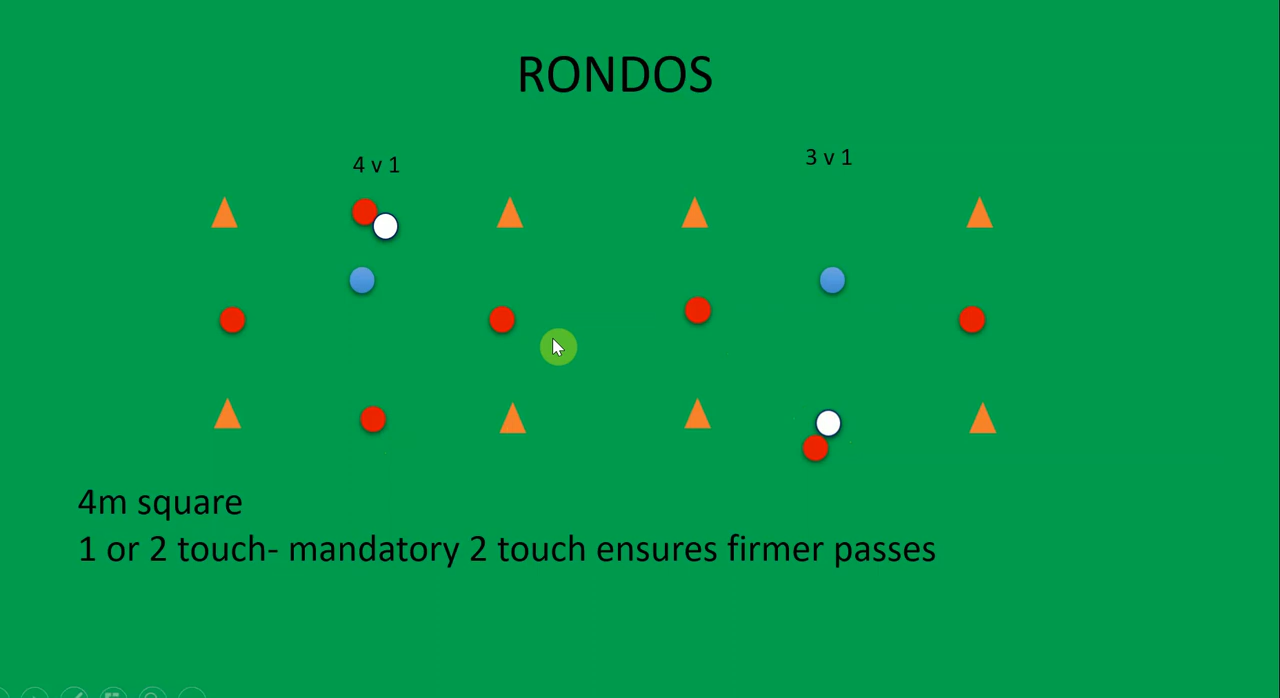 RONDOS
4 v 1
3 v 1
4m square
1 or 2 touch- mandatory 2 touch ensures firmer passes